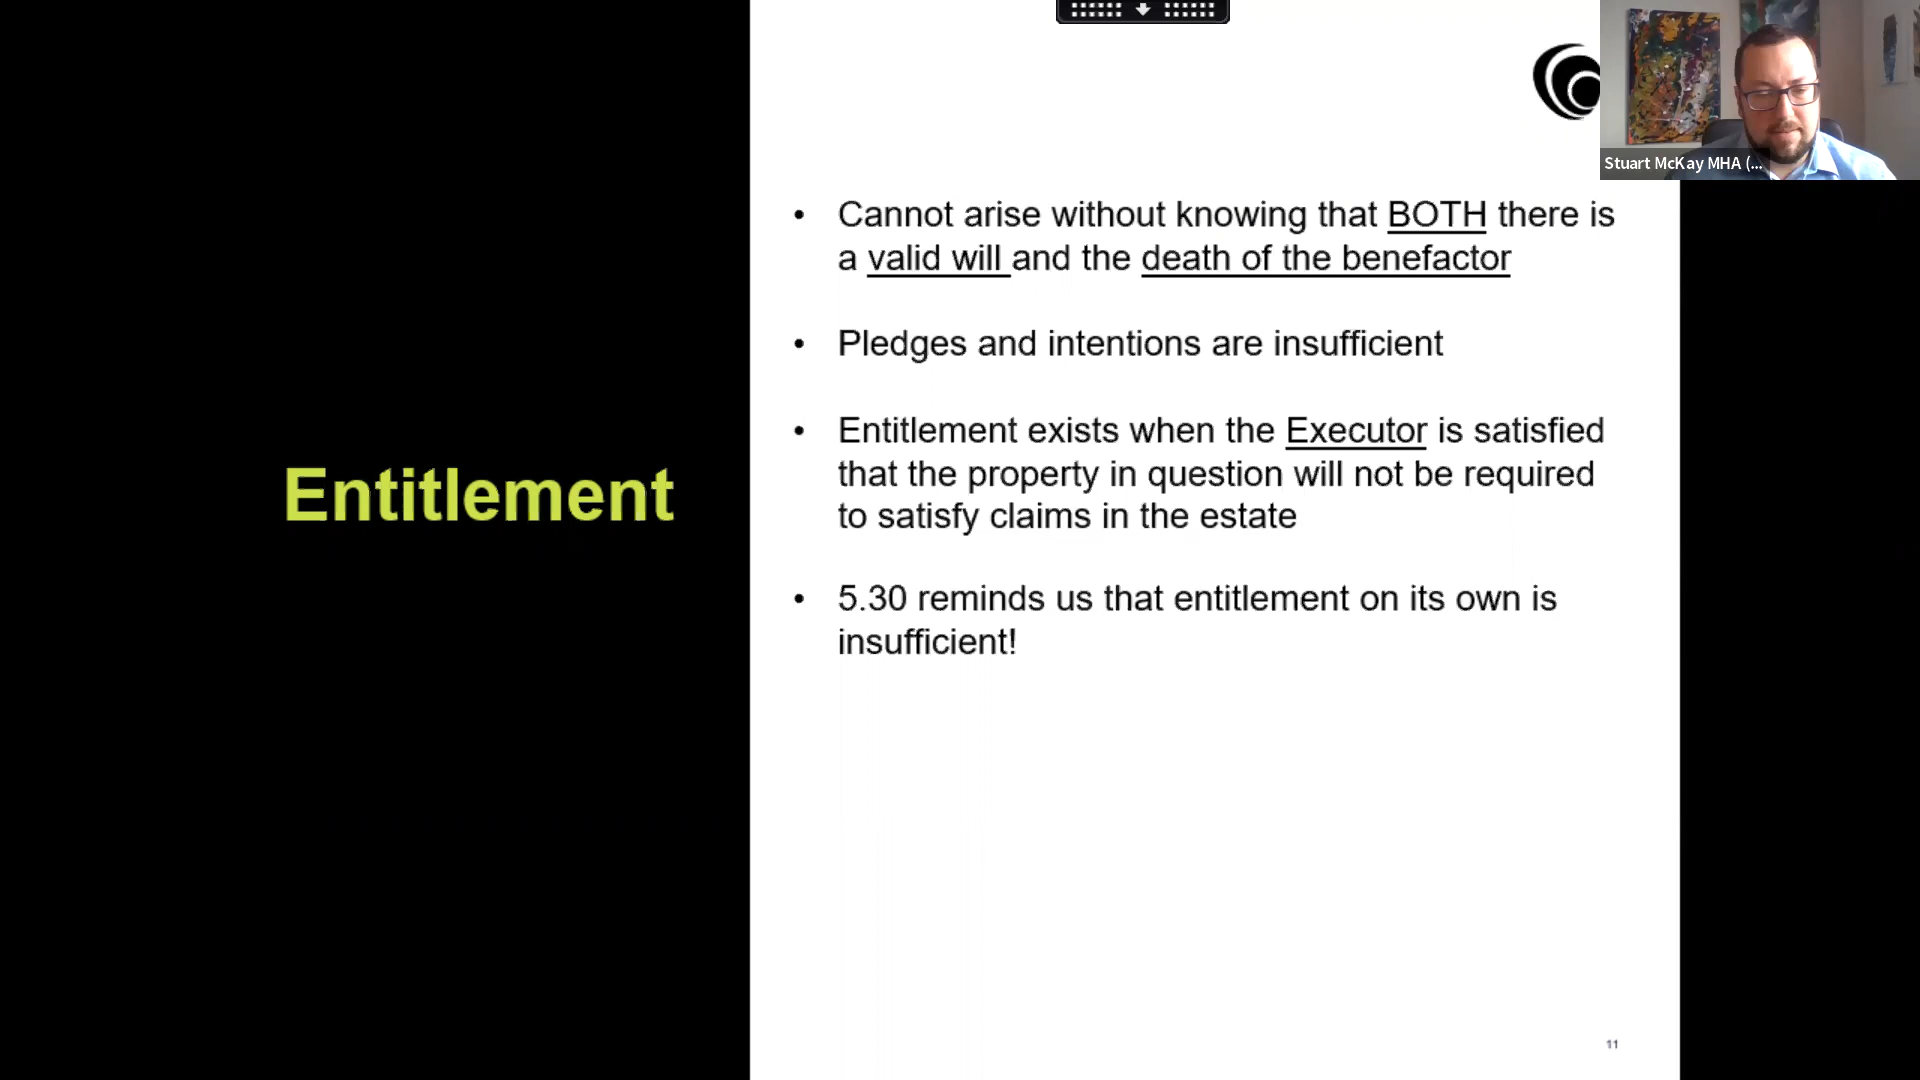 Stuart McKay MHA (...
• Cannot arise without knowing that BOTH there is
a valid will and the death of the benefactor
• Pledges and intentions are insufficient
Entitlement
• Entitlement exists when the Executor is satisfied
that the property in question will not be required
to satisfy claims in the estate
• 5.30 reminds us that entitlement on its own is
insufficient!
11